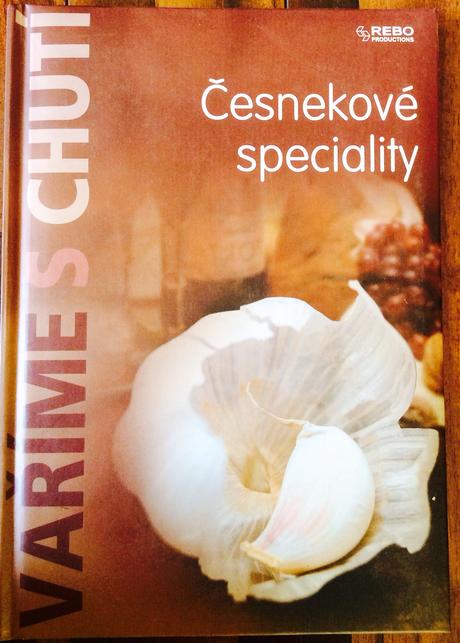 REBO
PRODUCTIONS
Česnekové
speciality
VAŘÍME S CHUTÍ